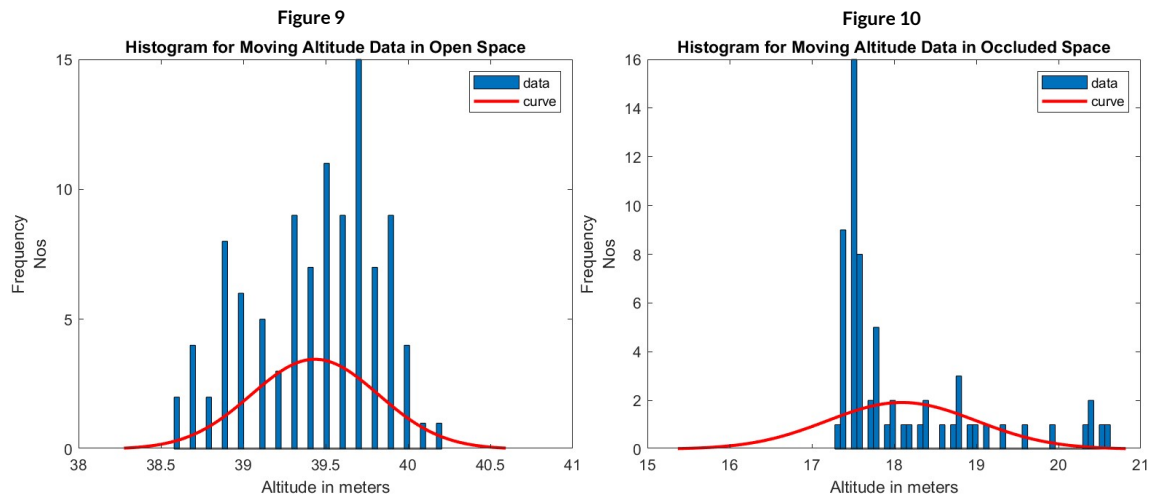 Figure 9
Histogram for Moving Altitude Data in Open Space
15
10
5
0
38
38.5
39
39.5
40
40.5
41
Frequency
Nos
Altitude in meters
data
curve
Figure 10
Histogram for Moving Altitude Data in Occluded Space
16
14
12
10
8
6
4
2
0
15
16
17
18
19
20
21
Frequency
Nos
Altitude in meters
data
curve